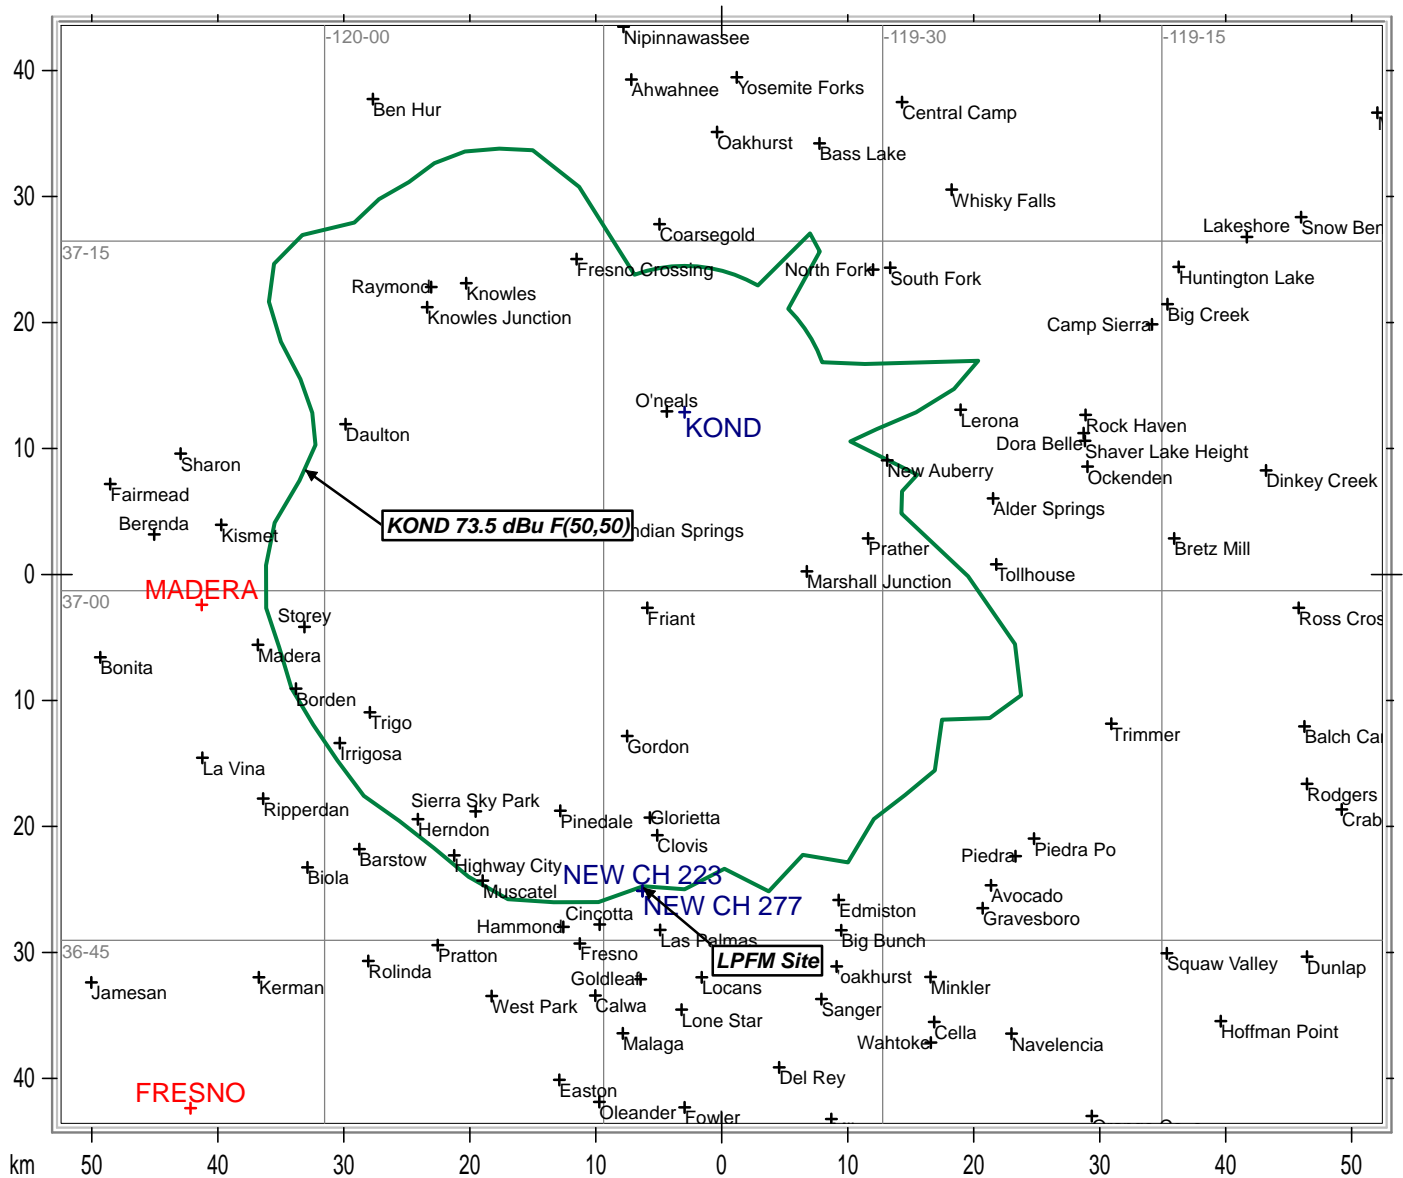 -120-00
-119-30
-119-15
Nipinnawassee
40
Ahwahnee
Yosemite Forks
Ben Hur
Central Camp
Oakhurst
Bass Lake
30
Whisky Falls
Lakeshore
Snow Ben
Coarsegold
37-15
Fresno Crossing
North Fork
South Fork
Huntington Lake
Raymond
Knowles
Knowles Junction
Big Creek
20
Camp Sierra
O'neals
KOND
Lerona
Rock Haven
Daulton
Dora Belle
Shaver Lake Height
10
Sharon
New Auberry
Ockenden
Dinkey Creek
Fairmead
Alder Springs
Berenda
Kismet
KOND 73.5 dBu F(50,50)
ndian Springs
Prather
Bretz Mill
0
Marshall Junction
Tollhouse
MADERA
37-00
Storey
Friant
Ross Cros
Madera
Bonita
10
Borden
Trigo
Trimmer
Balch Ca
Irrigosa
Gordon
La Vina
Ripperdan
Sierra Sky Park
Rodgers
20
Herndon
Pinedale
Glorietta
Crab
Clovis
Barstow
Highway City
Piedra
Piedra Po
Biola
NEW CH 223
Muscatel
Avocado
NEW CH 277
Cincotta
Edmiston
Gravesboro
Hammond
Las Palmas
Big Bunch
36-45
30
Pratton
Fresno
LPFM Site
Rolinda
Squaw Valley
Dunlap
Goldleaf
oakhurst
Jamesan
Kerman
Locans
Minkler
West Park
Calwa
Sanger
Lone Star
Cella
Hoffman Point
Malaga
Wahtoke
Navelencia
40
Del Rey
FRESNO
Easton
Oleander
Fowler
km
50
40
30
20
10
0
10
20
30
40
50